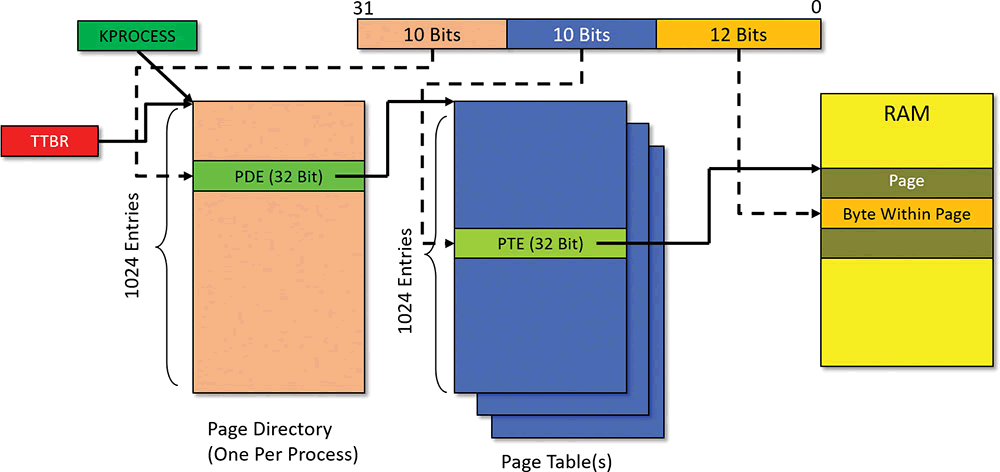 31
0
KPROCESS
10 Bits
10 Bits
12 Bits
TTBR
RAM
PDE (32 Bit)
Page
Byte Within Page
PTE (32 Bit)
1024 Entries
1024 Entries
Page Directory
(One Per Process)
Page Table(s)